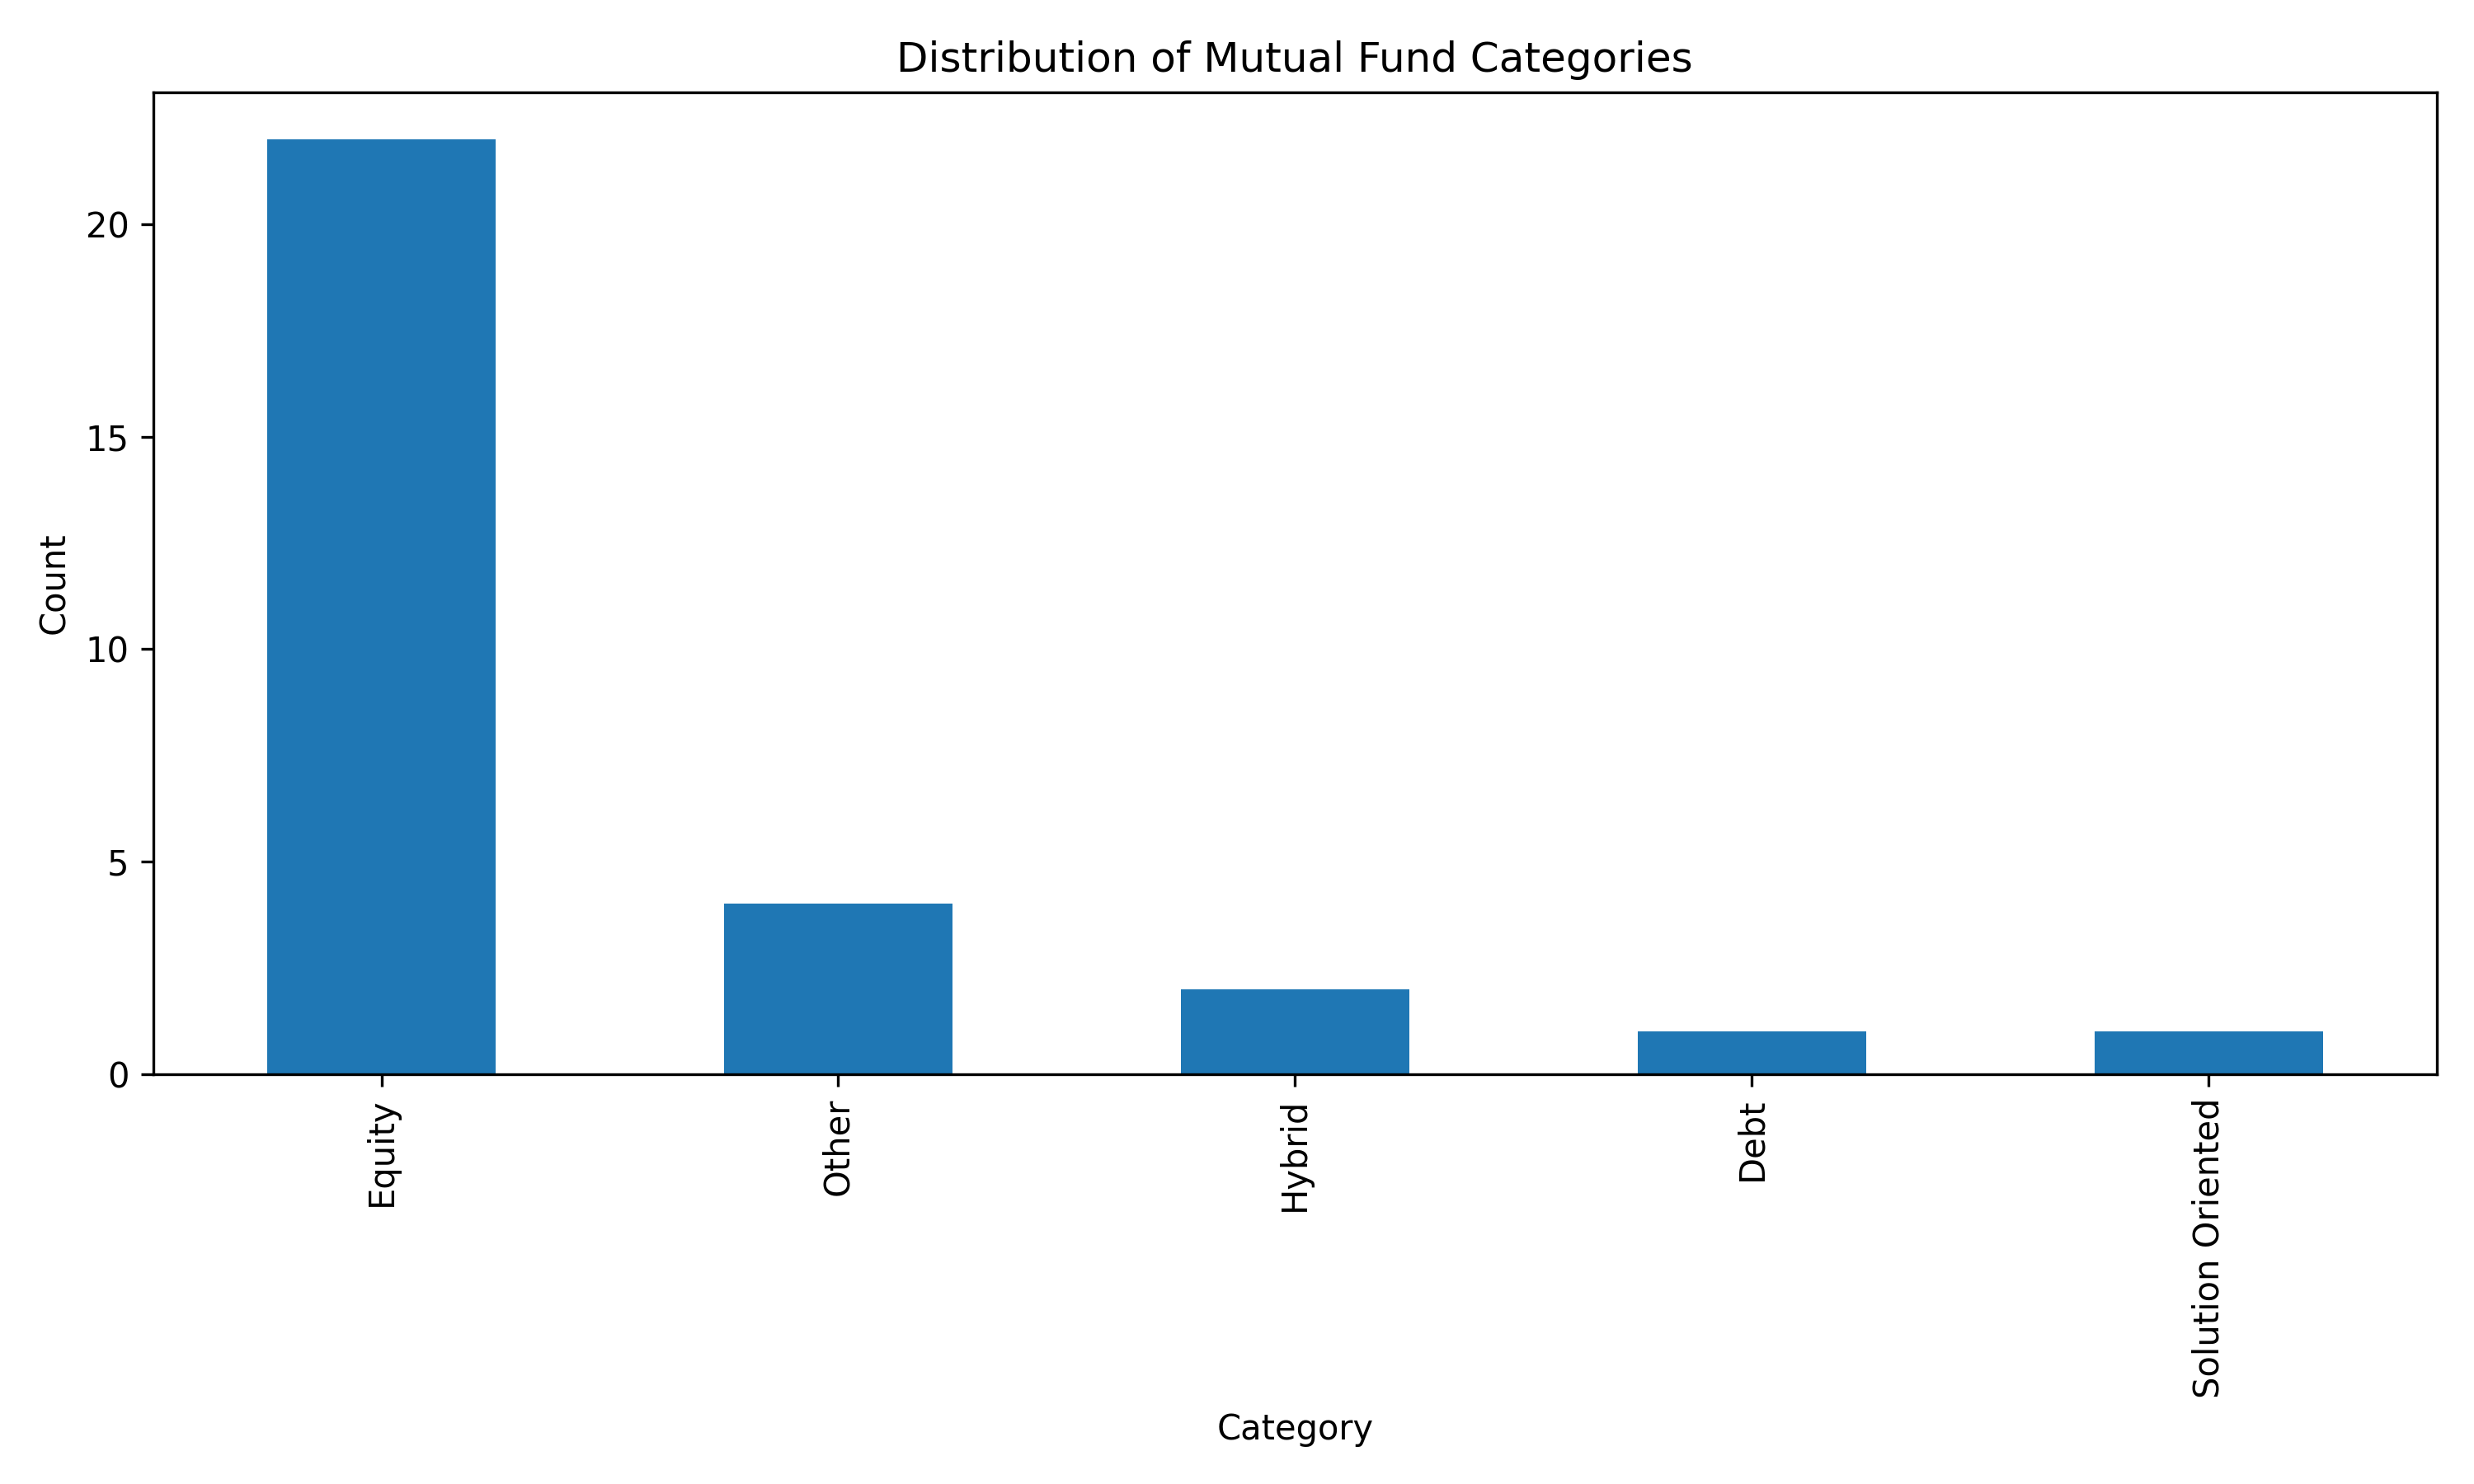 Distribution of Mutual Fund Categories
Count
20
15
10
5
0
Equity
Other
Hybrid
Debt
Solution Oriented
Category